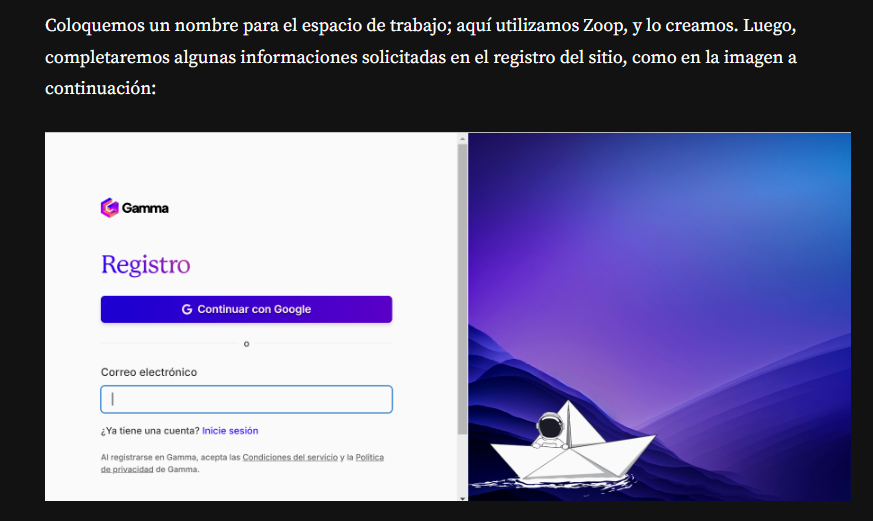 Coloquemos un nombre para el espacio de trabajo; aquí utilizamos Zoop, y lo creamos. Luego,
completaremos algunas informaciones solicitadas en el registro del sitio, como en la imagen a
continuación:
Gamma
Registro
G Continuar con Google
o
Correo electrónico
¿Ya tiene una cuenta? Inicie sesión
Al registrarse en Gamma, acepta las Condiciones del servicio y la Política
de privacidad de Gamma.